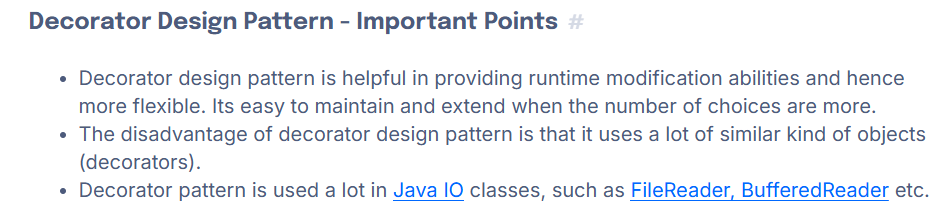 Decorator Design Pattern - Important Points #
• Decorator design pattern is helpful in providing runtime modification abilities and hence
more flexible. Its easy to maintain and extend when the number of choices are more.
• The disadvantage of decorator design pattern is that it uses a lot of similar kind of objects
(decorators).
• Decorator pattern is used a lot in Java IO classes, such as FileReader, BufferedReader etc.